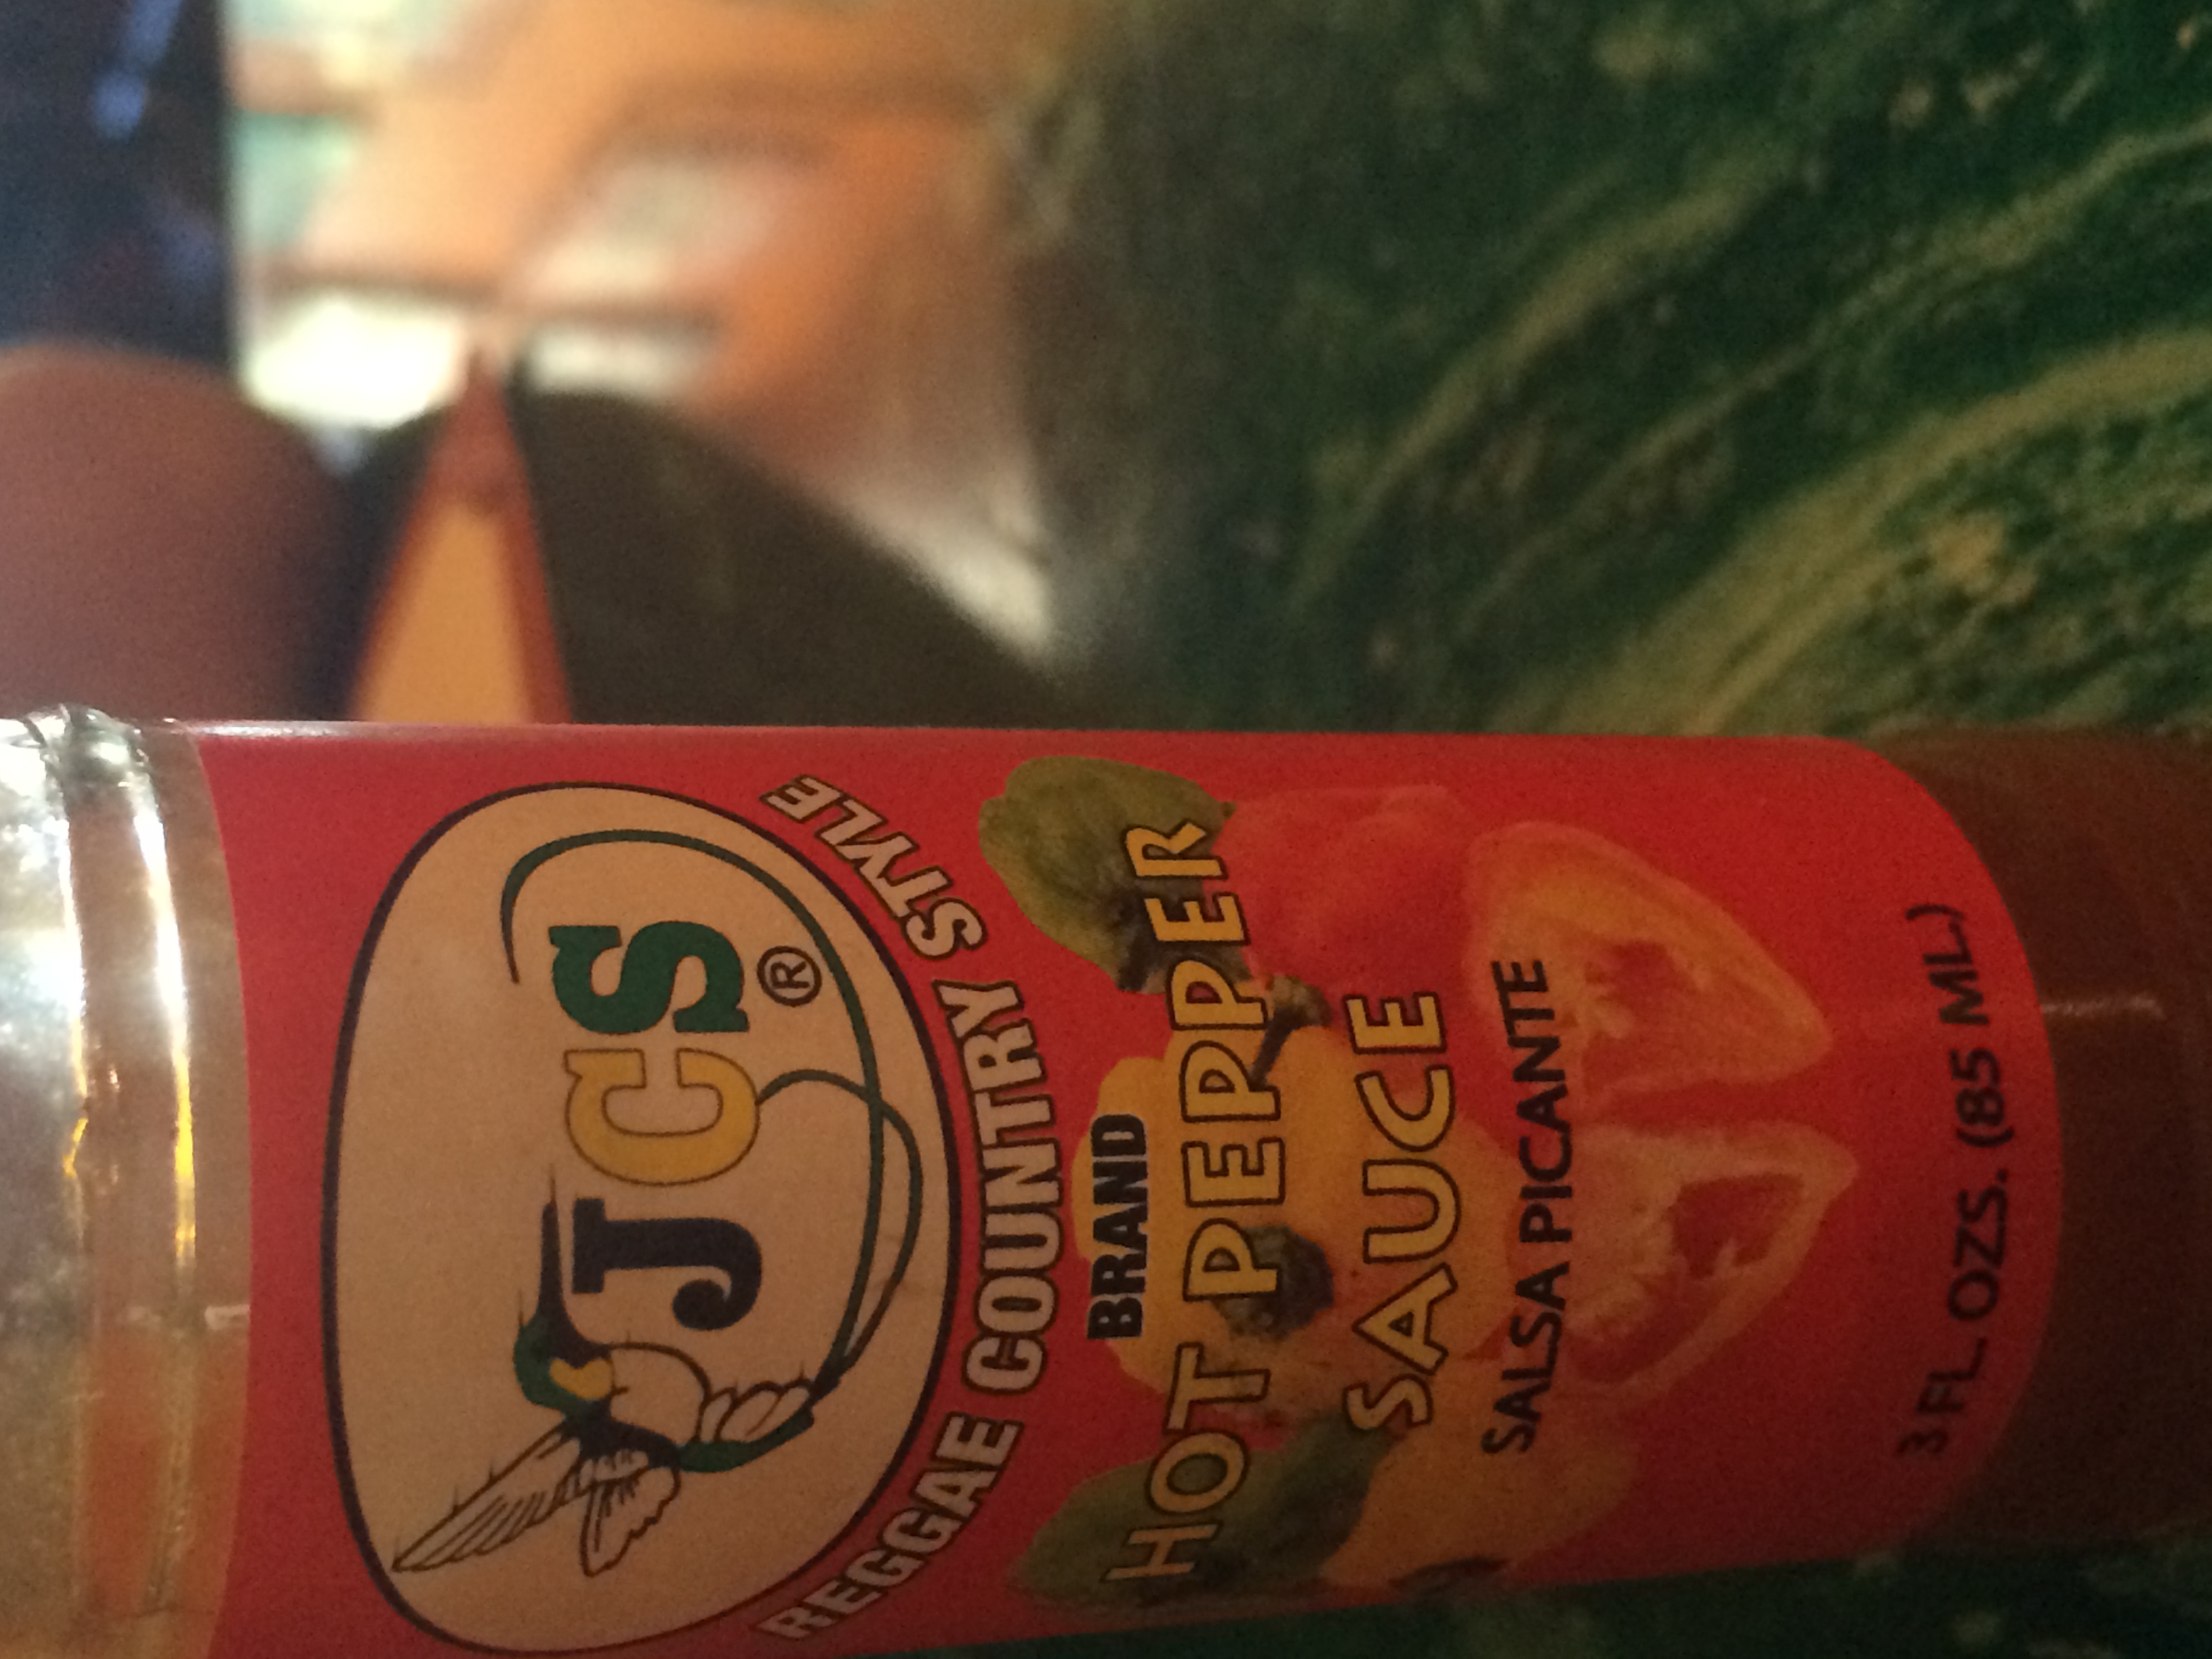 JCS
®
REGGAE COUNTRY STYLE
BRAND
HOT PEPPER
SAUCE
SALSA PICANTE
3 FL. OZS. (85 ML)